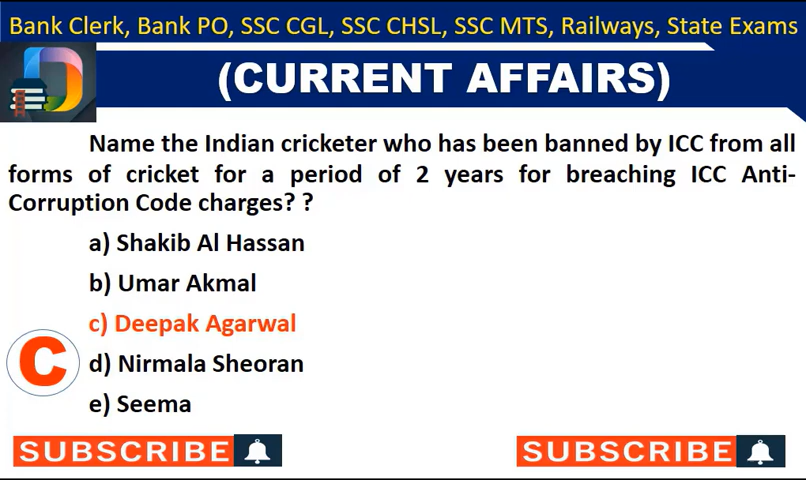 Bank Clerk, Bank PO, SSC CGL, SSC CHSL, SSC MTS, Railways, State Exams
(CURRENT AFFAIRS)
Name the Indian cricketer who has been banned by ICC from all
forms of cricket for a period of 2 years for breaching ICC Anti-
Corruption Code charges? ?
a) Shakib Al Hassan
b) Umar Akmal
c) Deepak Agarwal
C
d) Nirmala Sheoran
e) Seema
SUBSCRIBE
SUBSCRIBE